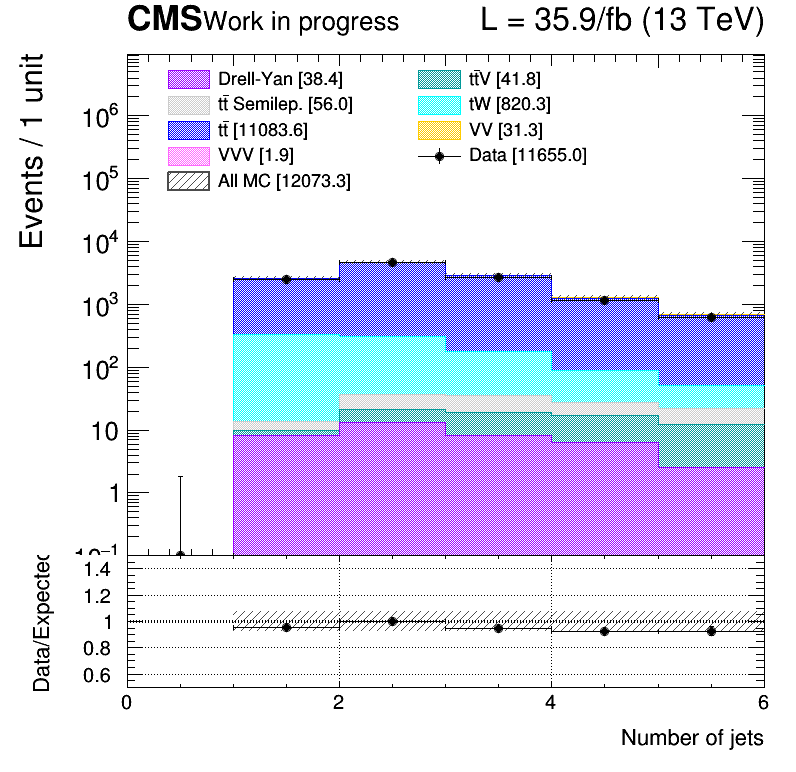 CMS Work in progress L = 35.9/fb (13 TeV)
Events / 1 unit
Drell-Yan [38.4]
tt̄ Semilep. [56.0]
tt̄ [11083.6]
VVV [1.9]
All MC [12073.3]
tt̄V [41.8]
tW [820.3]
VV [31.3]
Data [11655.0]
10⁶
10⁵
10⁴
10³
10²
10
1
10⁻¹
Data/Expected
1.4
1.2
1
0.8
0.6
0 2 4 6
Number of jets